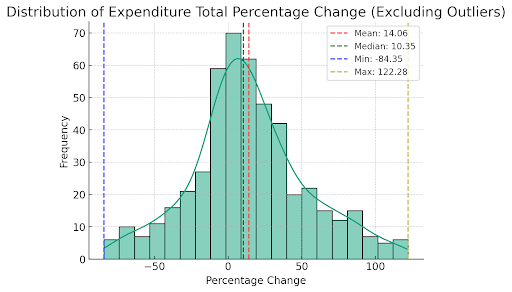 Distribution of Expenditure Total Percentage Change (Excluding Outliers)
Mean: 14.06
Median: 10.35
Min: -84.35
Max: 122.28
70
60
50
40
30
20
10
0
Frequency
−50
0
50
100
Percentage Change